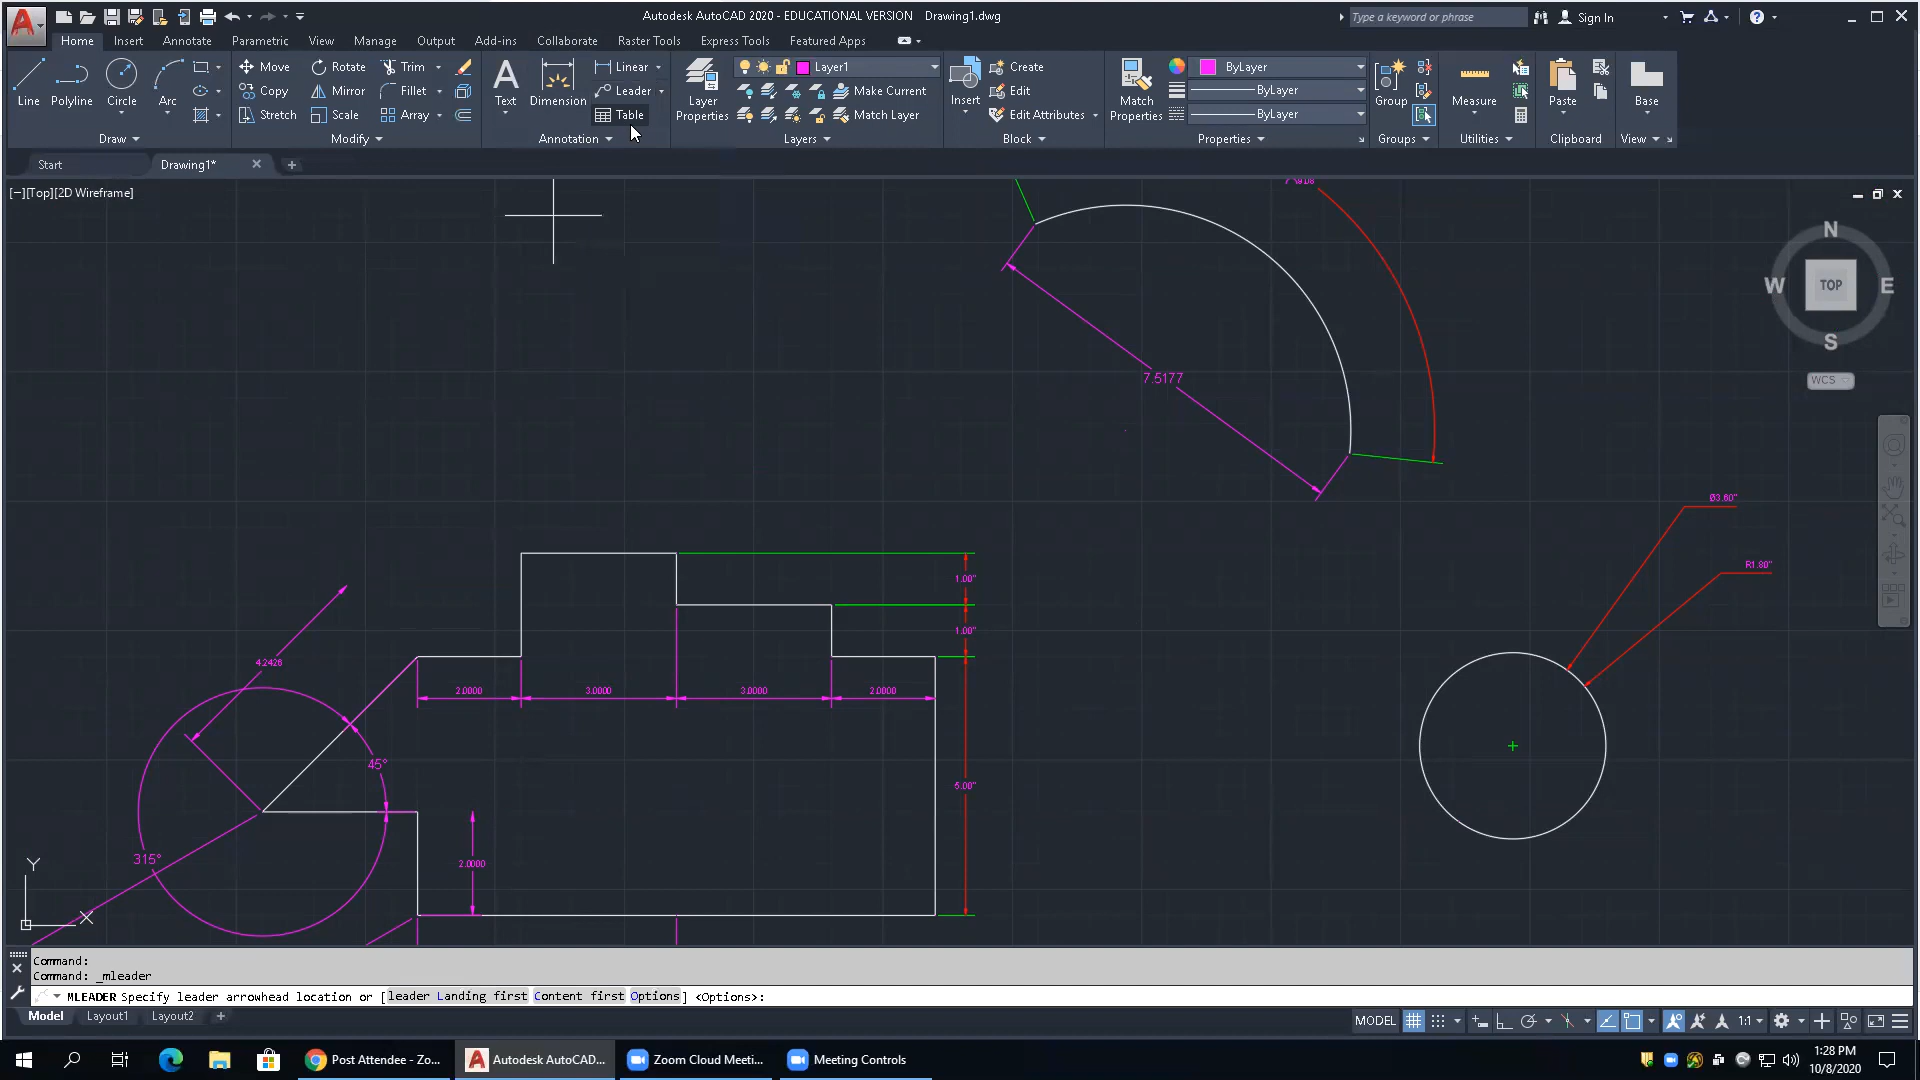 Autodesk AutoCAD 2020 - EDUCATIONAL VERSION Drawing1.dwg
Type a keyword or phrase
Sign In
Home Insert Annotate Parametric View Manage Output Add-ins Collaborate Raster Tools Express Tools Featured Apps
Move Rotate Trim Linear Layer1 Create ByLayer
Copy Mirror Fillet Leader Make Current Edit ByLayer
Stretch Scale Array Table Match Layer Edit Attributes ByLayer
Line Polyline Circle Arc Text Dimension
Layer
Properties
Insert
Match
Properties
Group Measure Paste Base
Draw Modify Annotation Layers Block Properties Groups Utilities Clipboard View
Start Drawing1*
[−][Top][2D Wireframe]
N
W TOP E
S
WCS
7.5177
Ø3.60"
R1.80"
1.00"
1.00"
4.2426
2.0000 3.0000 3.0000 2.0000
45°
5.00"
315°
2.0000
Y
X
Command:
Command: _mleader
MLEADER Specify leader arrowhead location or [leader Landing first Content first Options] <Options>:
Model Layout1 Layout2 +
MODEL 1:1
Post Attendee - Zo... Autodesk AutoCAD... Zoom Cloud Meeti... Meeting Controls
1:28 PM
10/8/2020